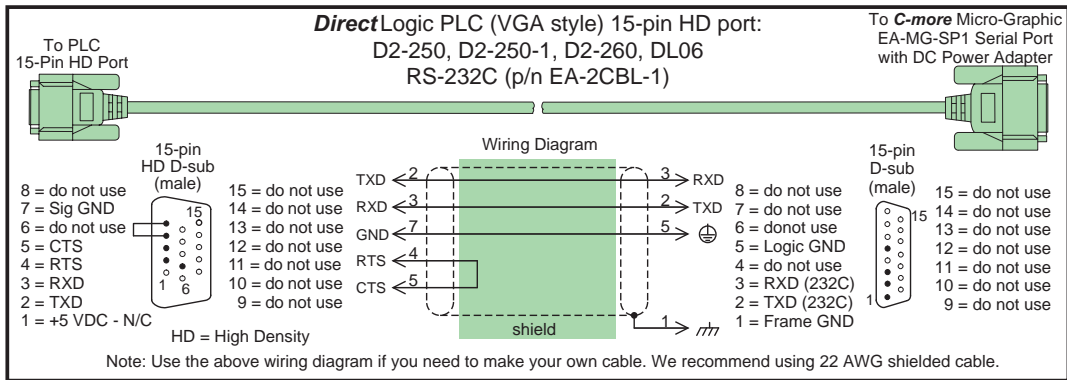 DirectLogic PLC (VGA style) 15-pin HD port:
D2-250, D2-250-1, D2-260, DL06
RS-232C (p/n EA-2CBL-1)
To PLC
15-Pin HD Port
To C-more Micro-Graphic
EA-MG-SP1 Serial Port
with DC Power Adapter
15-pin
HD D-sub
(male)
8 = do not use
7 = Sig GND
6 = do not use
5 = CTS
4 = RTS
3 = RXD
2 = TXD
1 = +5 VDC - N/C
15
1
6
HD = High Density
15 = do not use
14 = do not use
13 = do not use
12 = do not use
11 = do not use
10 = do not use
9 = do not use
Wiring Diagram
TXD 2 3 RXD
RXD 3 2 TXD
GND 7 5
RTS 4
CTS 5
1
shield
8 = do not use
7 = do not use
6 = donot use
5 = Logic GND
4 = do not use
3 = RXD (232C)
2 = TXD (232C)
1 = Frame GND
15-pin
D-sub
(male)
15
1
15 = do not use
14 = do not use
13 = do not use
12 = do not use
11 = do not use
10 = do not use
9 = do not use
Note: Use the above wiring diagram if you need to make your own cable. We recommend using 22 AWG shielded cable.